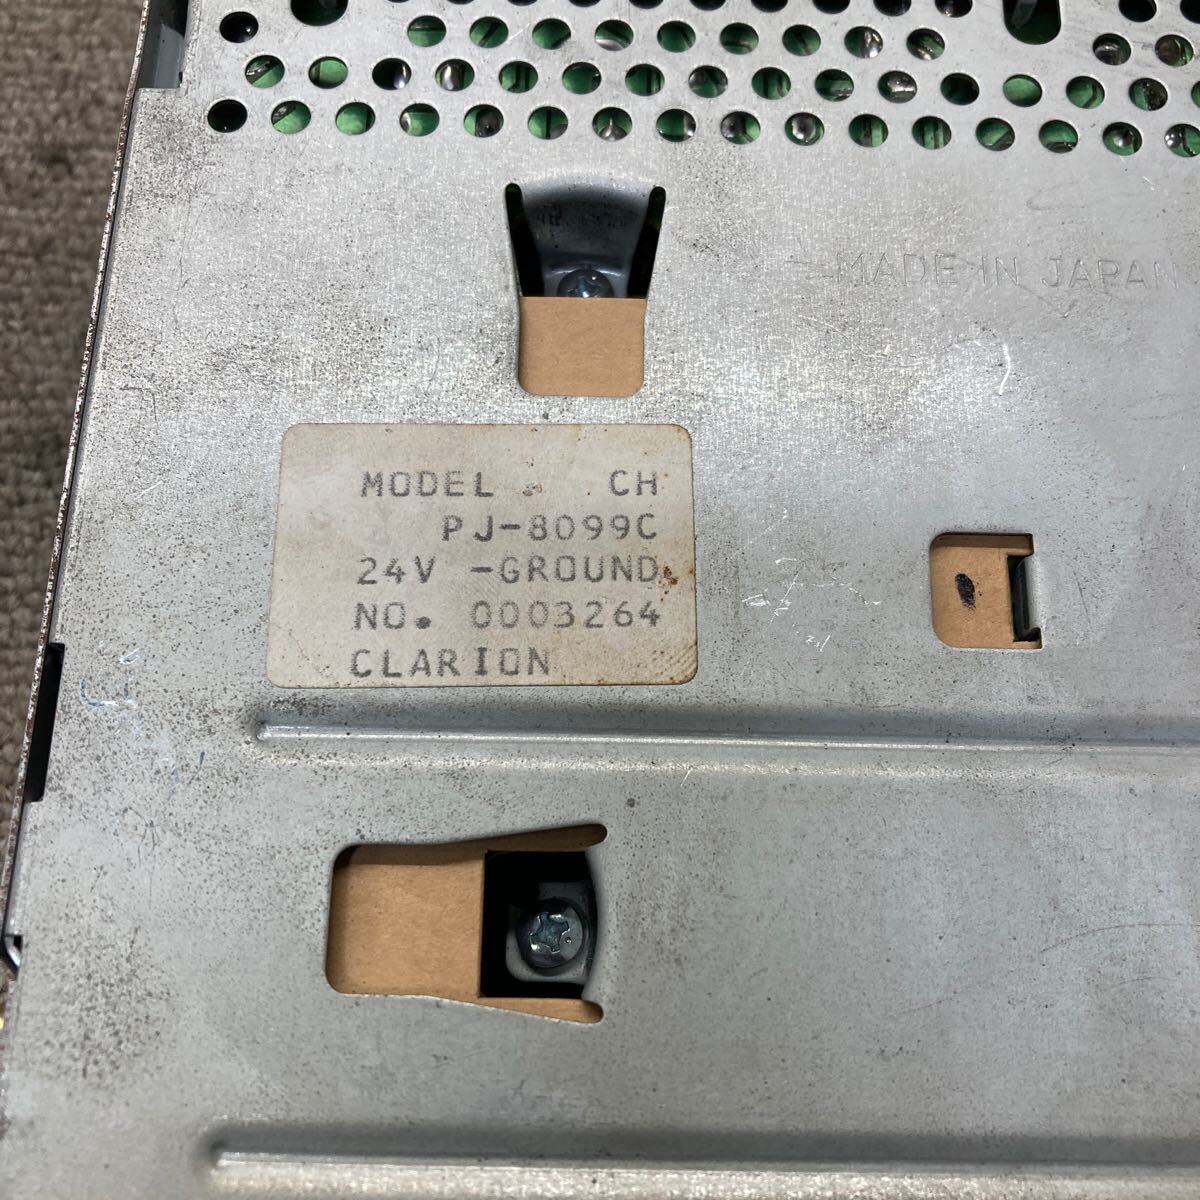 MADE IN JAPAN
MODEL CH
PJ-8099C
24V -GROUND
NO. 0003264
CLARION